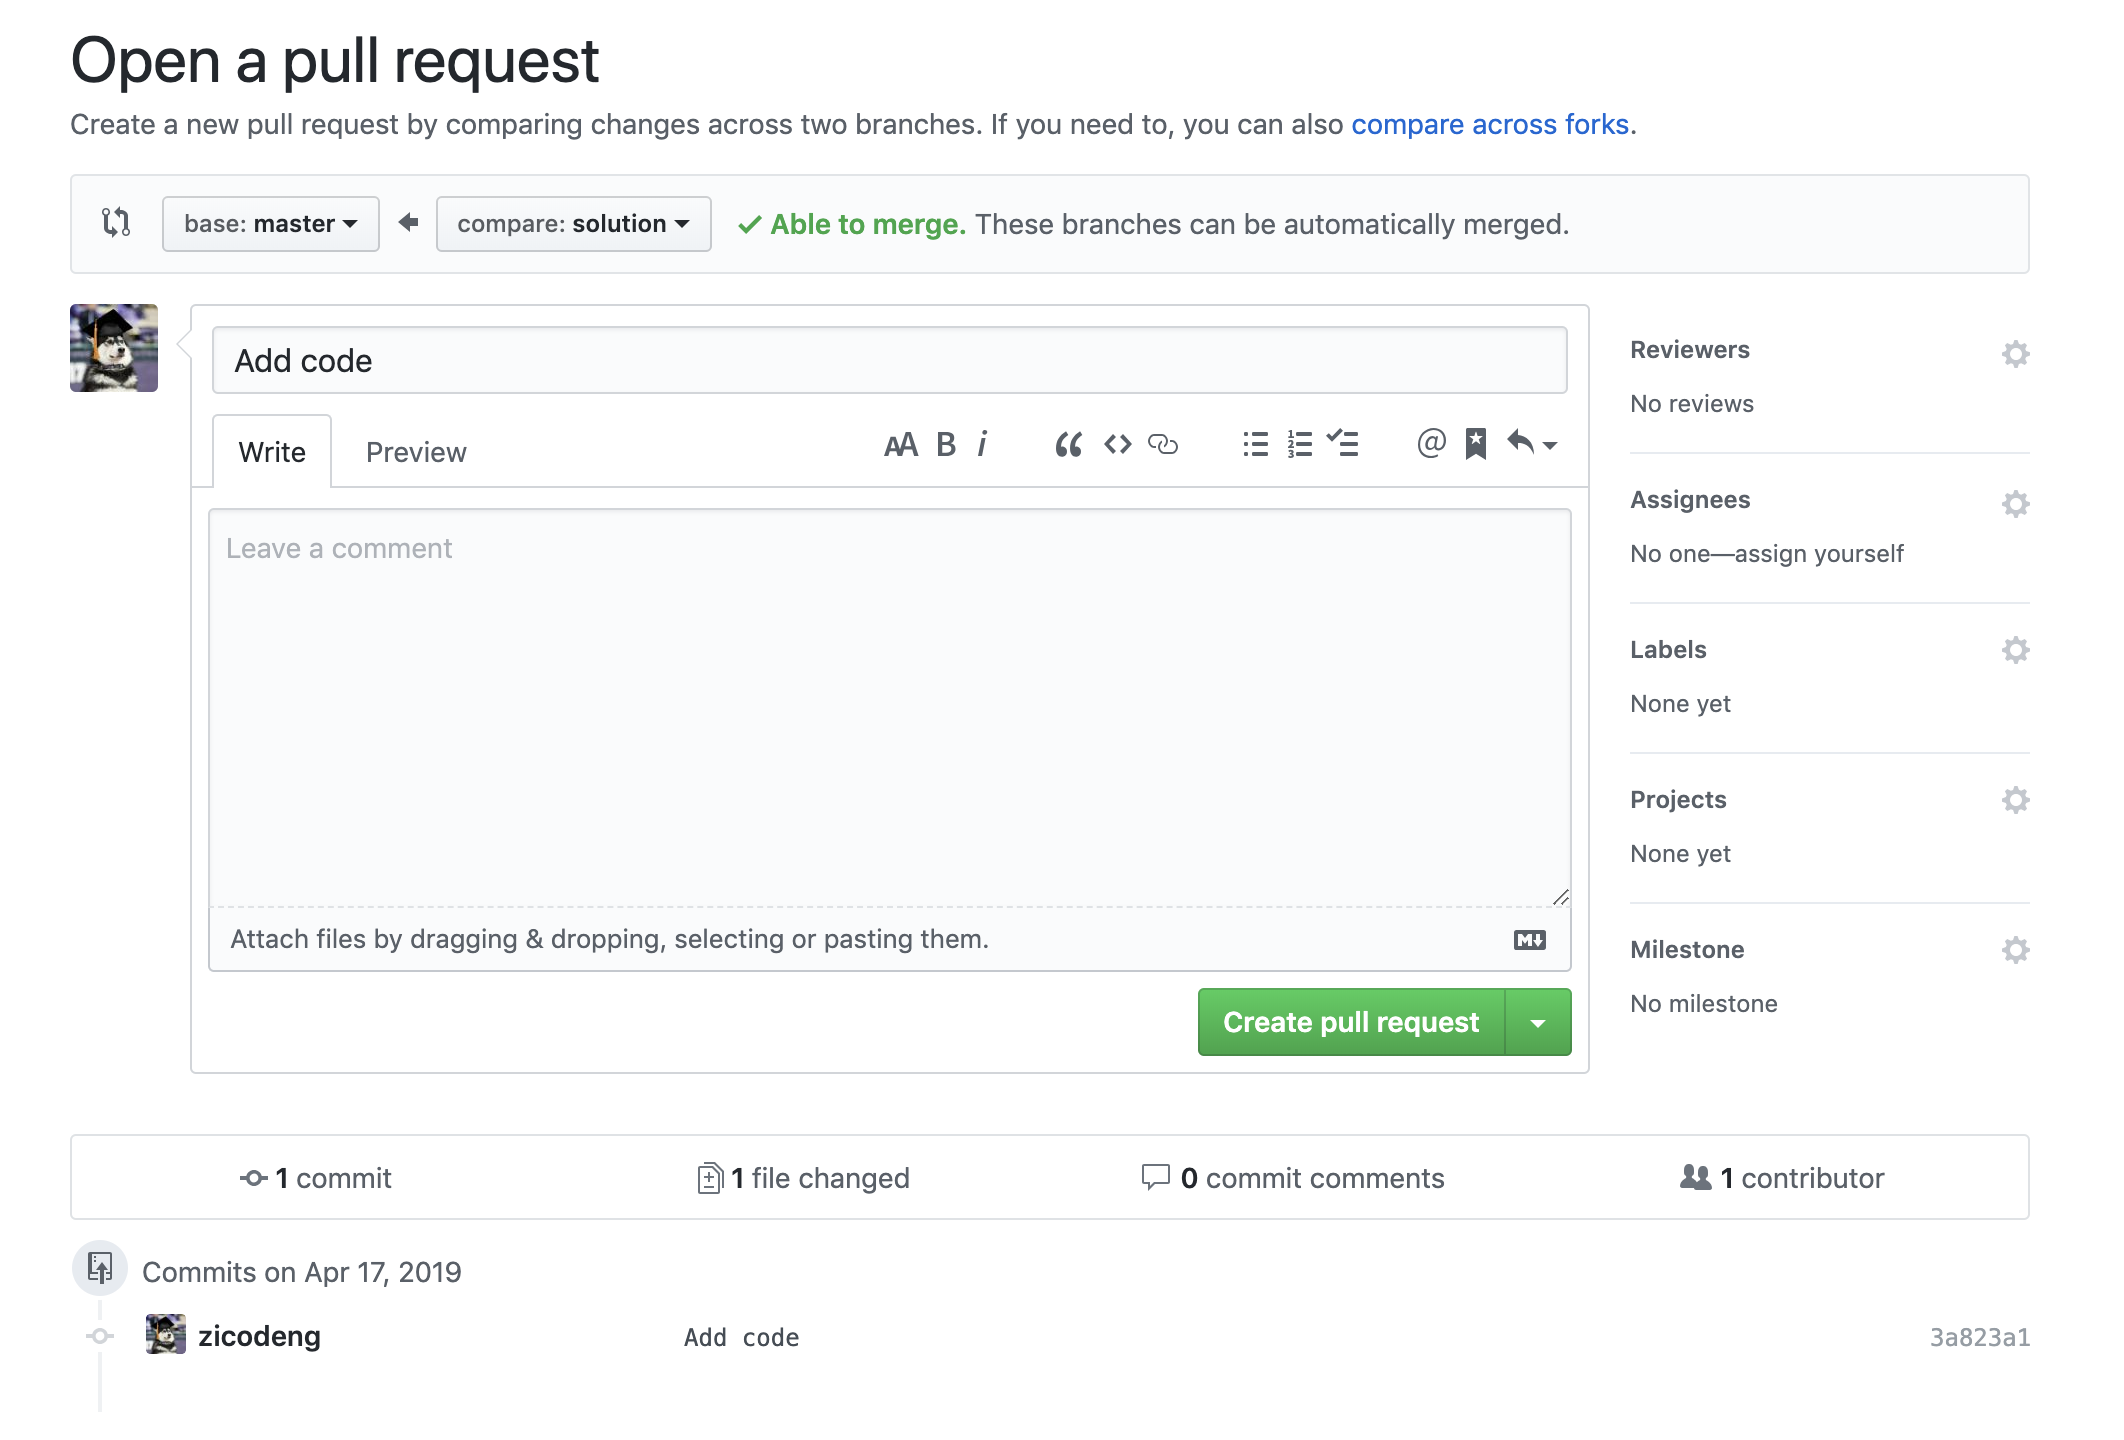 Open a pull request
Create a new pull request by comparing changes across two branches. If you need to, you can also compare across forks.
base: master compare: solution Able to merge. These branches can be automatically merged.
Add code
Write Preview AA B i
Leave a comment
Attach files by dragging & dropping, selecting or pasting them.
Create pull request
Reviewers
No reviews
Assignees
No one—assign yourself
Labels
None yet
Projects
None yet
Milestone
No milestone
1 commit 1 file changed 0 commit comments 1 contributor
Commits on Apr 17, 2019
zicodeng Add code 3a823a1